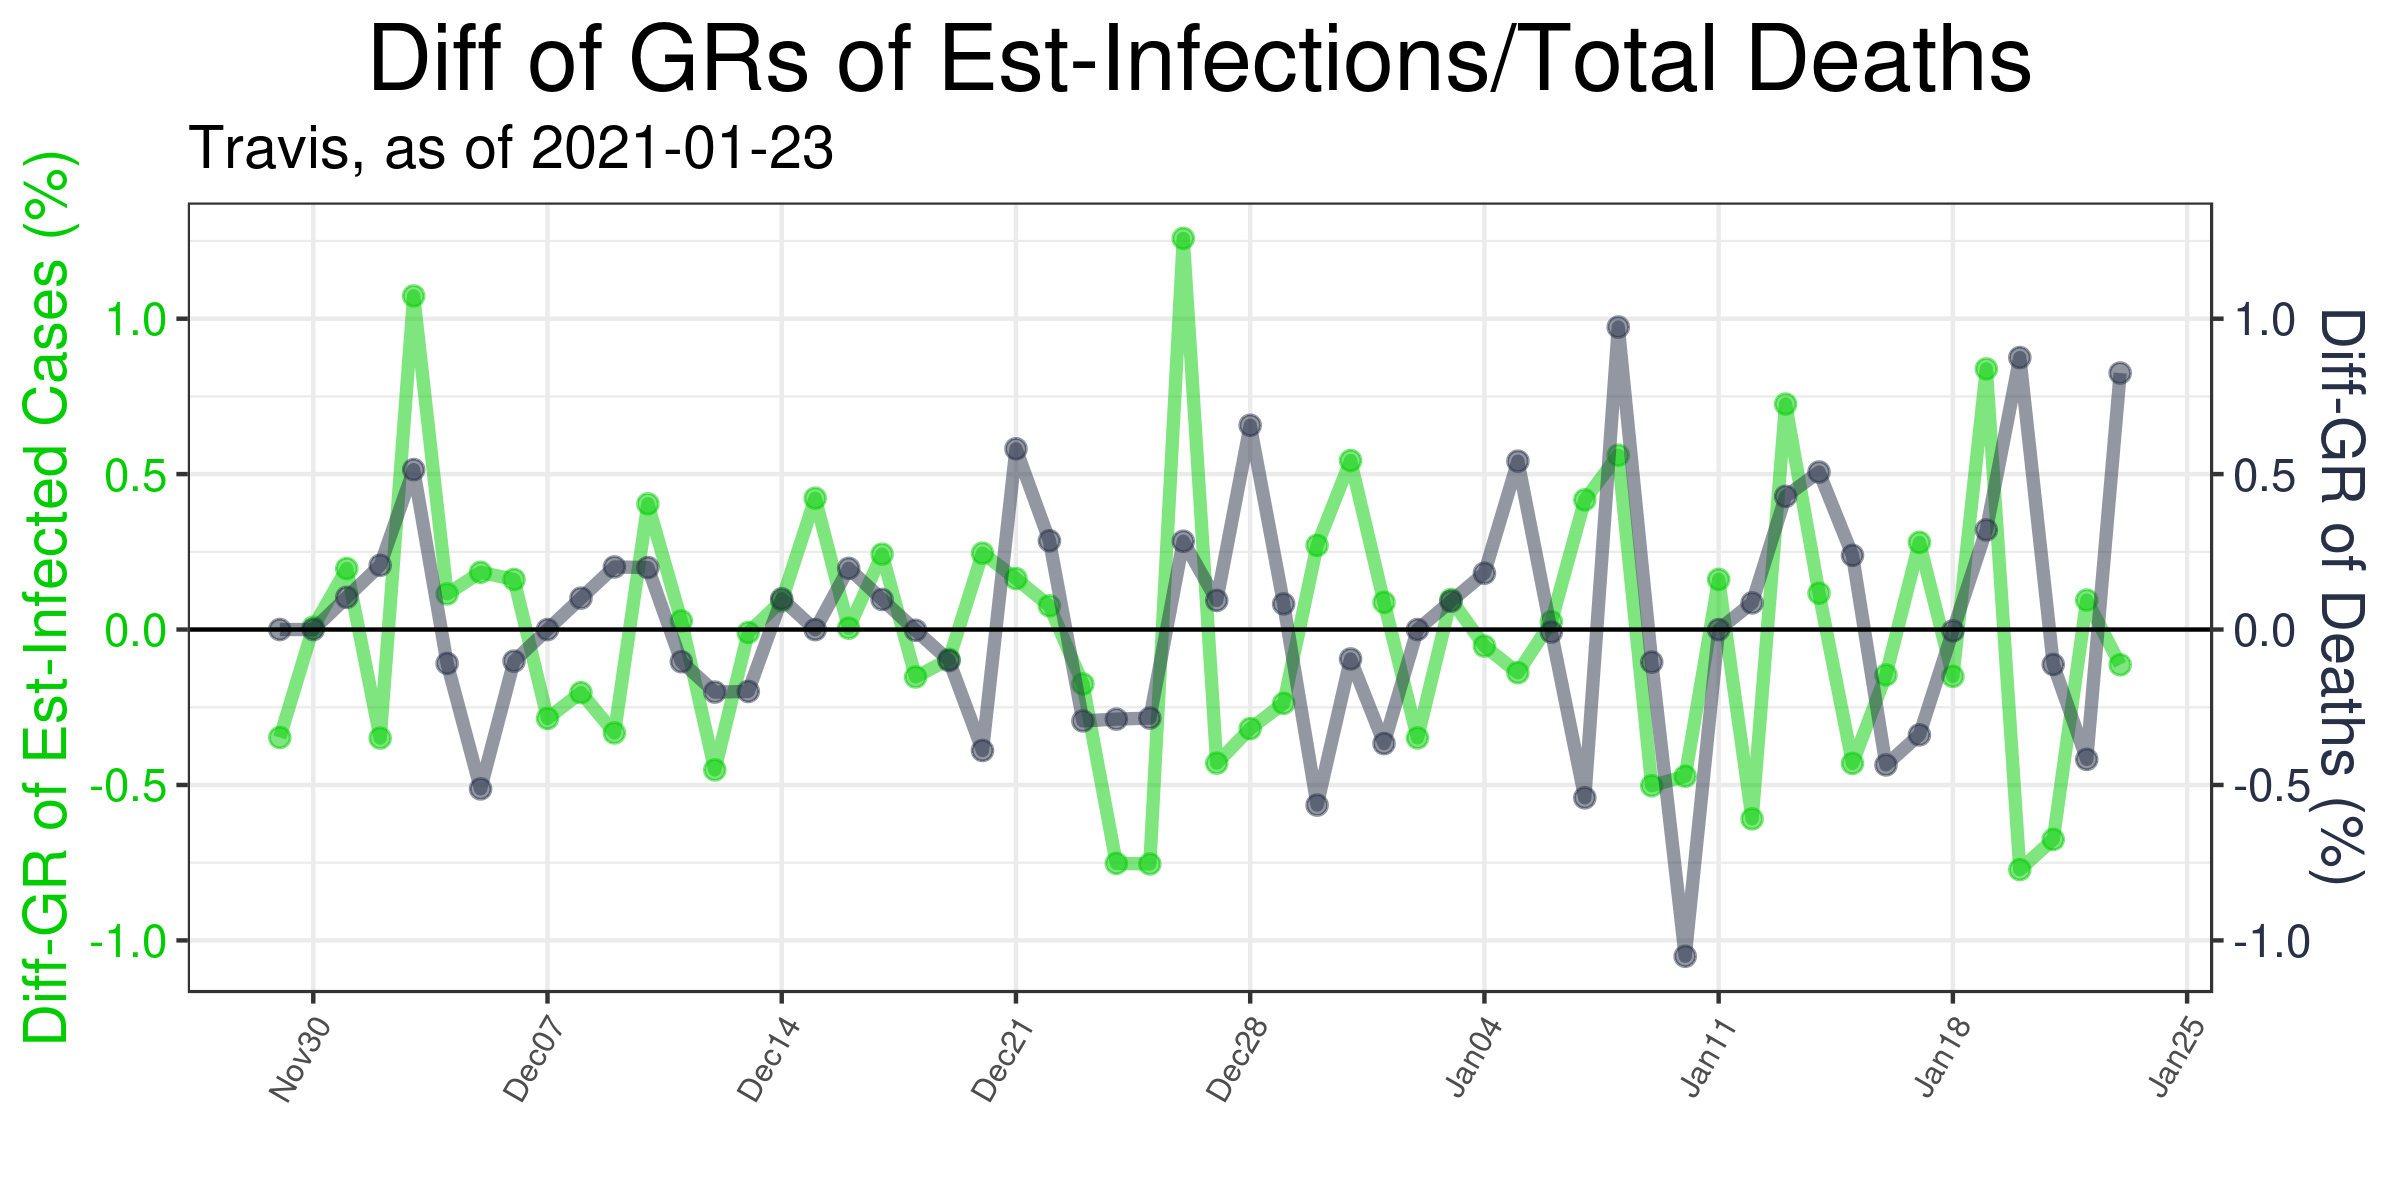 Diff of GRs of Est-Infections/Total Deaths
Travis, as of 2021-01-23
Diff-GR of Est-Infected Cases (%)
1.0
0.5
0.0
-0.5
-1.0
1.0
0.5
0.0
-0.5
-1.0
Diff-GR of Deaths (%)
Nov30
Dec07
Dec14
Dec21
Dec28
Jan04
Jan11
Jan18
Jan25